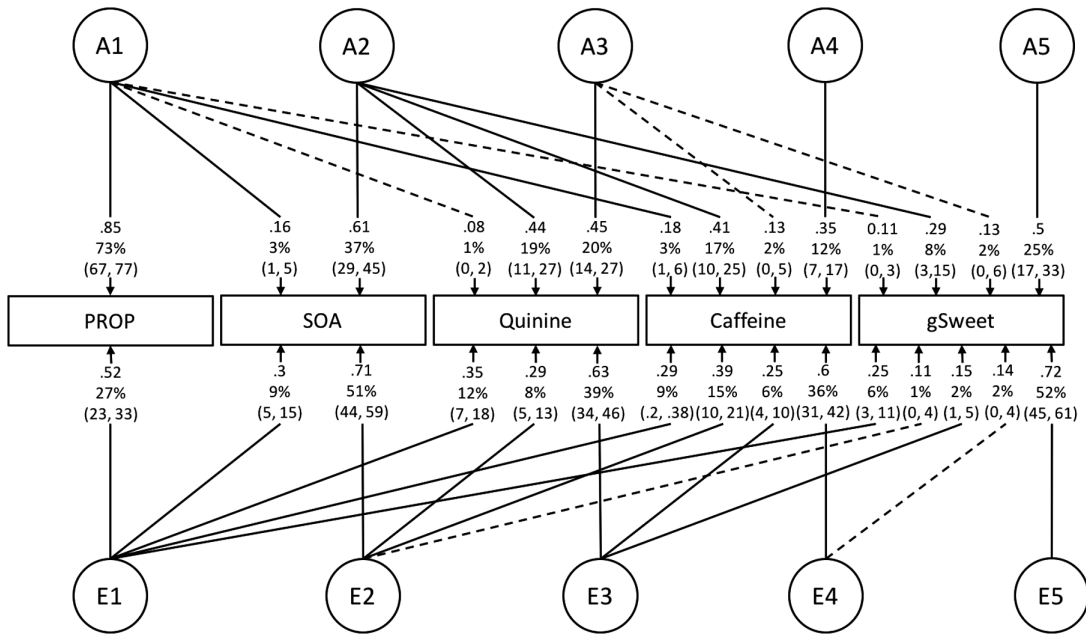 A1 A2 A3 A4 A5
.85 .16 .61 .08 .44 .45 .18 .41 .13 .35 0.11 .29 .13 .5
73% 3% 37% 1% 19% 20% 3% 17% 2% 12% 1% 8% 2% 25%
(67, 77) (1, 5) (29, 45) (0, 2) (11, 27) (14, 27) (1, 6) (10, 25) (0, 5) (7, 17) (0, 3) (3,15) (0, 6) (17, 33)
PROP SOA Quinine Caffeine gSweet
.52 .3 .71 .35 .29 .63 .29 .39 .25 .6 .25 .11 .15 .14 .72
27% 9% 51% 12% 8% 39% 9% 15% 6% 36% 6% 1% 2% 2% 52%
(23, 33) (5, 15) (44, 59) (7, 18) (5, 13) (34, 46) (.2, .38) (10, 21) (4, 10) (31, 42) (3, 11) (0, 4) (1, 5) (0, 4) (45, 61)
E1 E2 E3 E4 E5